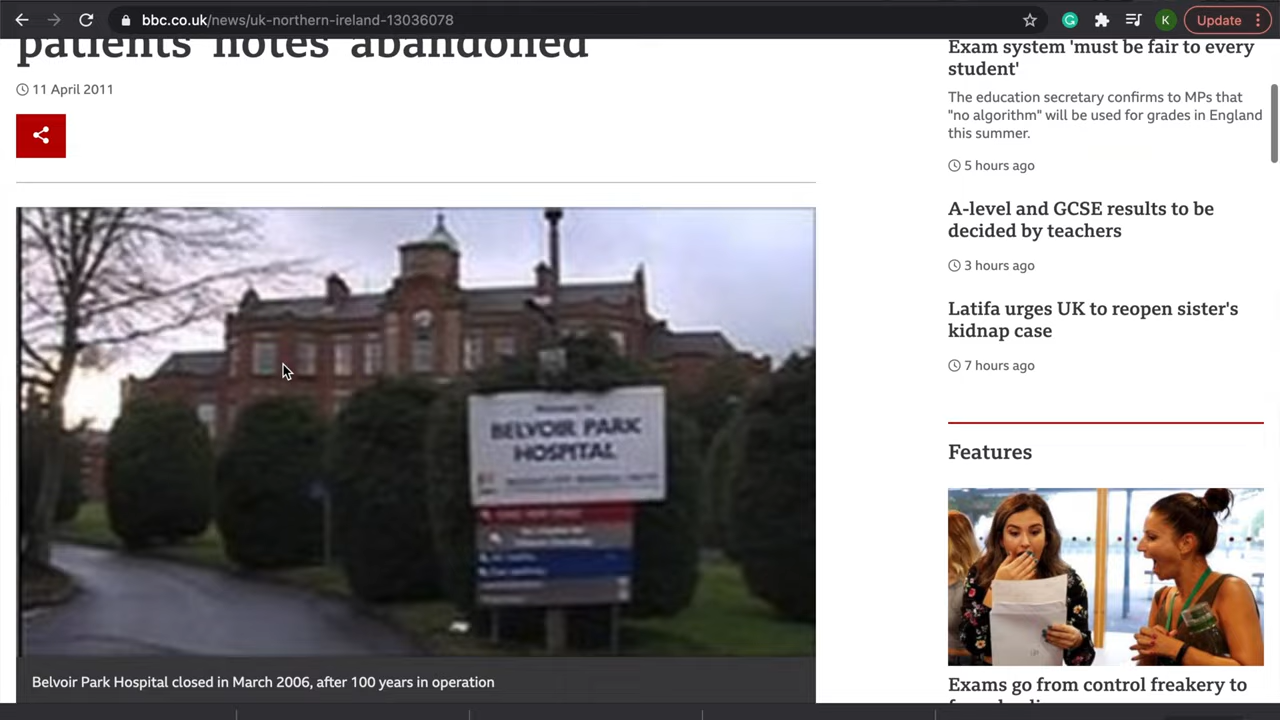 bbc.co.uk/news/uk-northern-ireland-13036078
K
Update
patients' notes abandoned
11 April 2011
BELVOIR PARK
HOSPITAL
Belvoir Park Hospital closed in March 2006, after 100 years in operation
Exam system 'must be fair to every
student'
The education secretary confirms to MPs that
"no algorithm" will be used for grades in England
this summer.
5 hours ago
A-level and GCSE results to be
decided by teachers
3 hours ago
Latifa urges UK to reopen sister's
kidnap case
7 hours ago
Features
Exams go from control freakery to